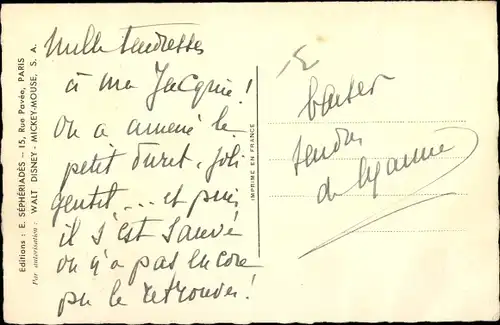 Mille tendresses
à ma Jacquie !
on a amené le
petit Duret. joli
gentil ... et puis
il s'est sauvé
on n'a pas encore
pu le retrouver !
baiser
tendre
de
Editions : E. SÉPHÉRIADÈS — 15, Rue Pavée, PARIS
Par autorisation : WALT DISNEY - MICKEY-MOUSE, S. A.
IMPRIMÉ EN FRANCE